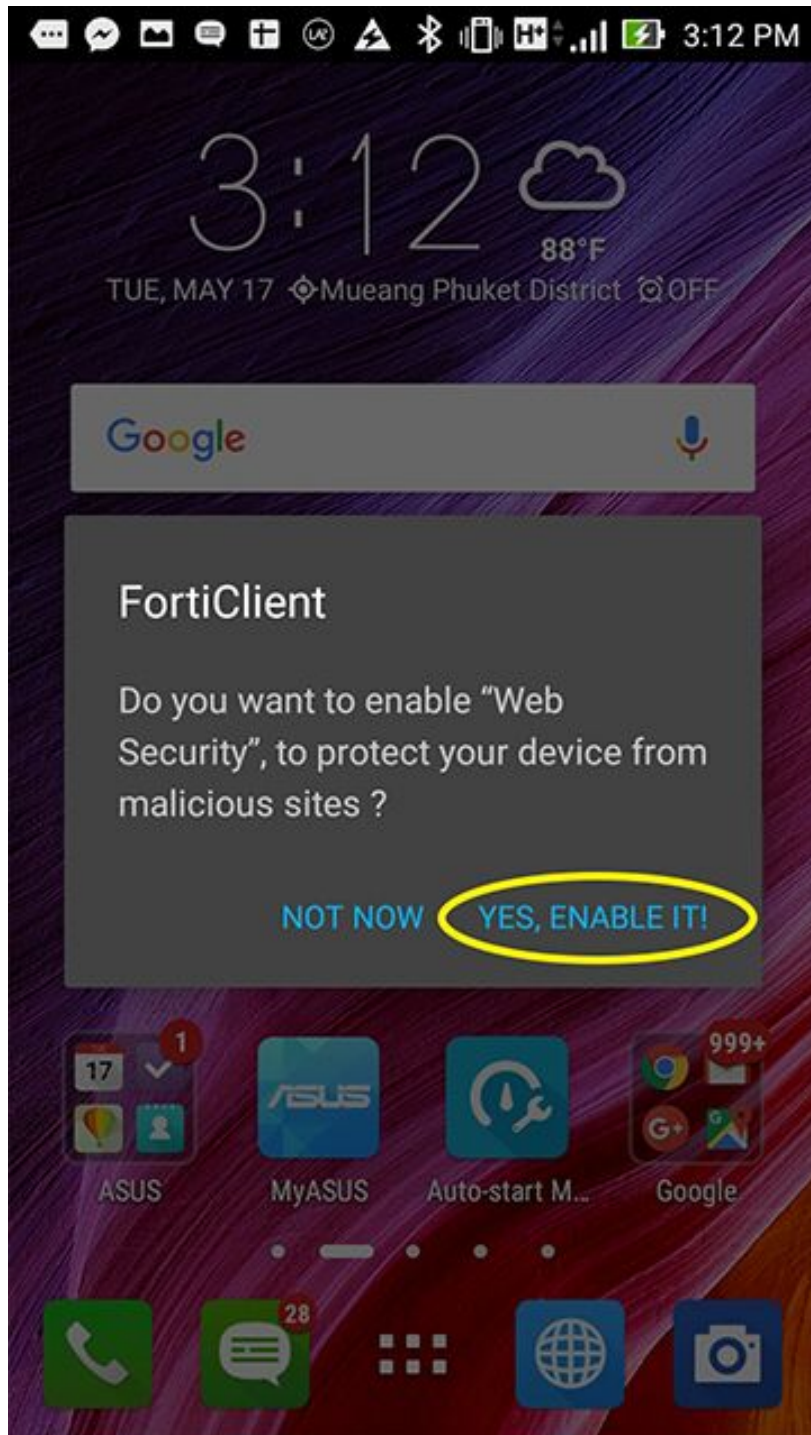 H+ 3:12 PM
3:12
88°F
TUE, MAY 17 Mueang Phuket District OFF
Google
FortiClient
Do you want to enable “Web
Security”, to protect your device from
malicious sites ?
NOT NOW YES, ENABLE IT!
1
999+
17
/ISUS
G+
G
ASUS MyASUS Auto-start M... Google
28